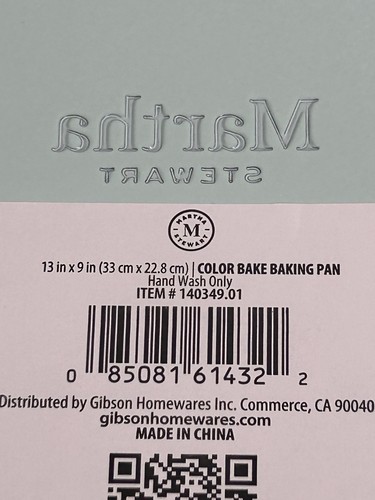 Martha
STEWART
MARTHA
M
STEWART
13 in x 9 in (33 cm x 22.8 cm) | COLOR BAKE BAKING PAN
Hand Wash Only
ITEM # 140349.01
0 85081 61432 2
Distributed by Gibson Homewares Inc. Commerce, CA 90040
gibsonhomewares.com
MADE IN CHINA